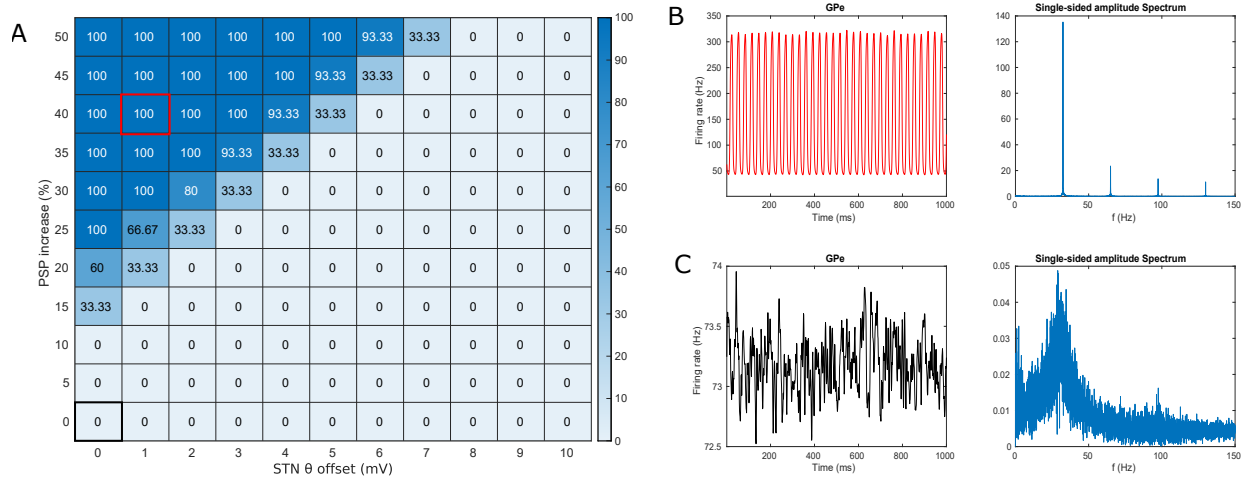 A
PSP increase (%)
50 100 100 100 100 100 100 93.33 33.33 0 0 0
45 100 100 100 100 100 93.33 33.33 0 0 0 0
40 100 100 100 100 93.33 33.33 0 0 0 0 0
35 100 100 100 93.33 33.33 0 0 0 0 0 0
30 100 100 80 33.33 0 0 0 0 0 0 0
25 100 66.67 33.33 0 0 0 0 0 0 0 0
20 60 33.33 0 0 0 0 0 0 0 0 0
15 33.33 0 0 0 0 0 0 0 0 0 0
10 0 0 0 0 0 0 0 0 0 0 0
5 0 0 0 0 0 0 0 0 0 0 0
0 0 0 0 0 0 0 0 0 0 0 0
0 1 2 3 4 5 6 7 8 9 10
STN θ offset (mV)
100
90
80
70
60
50
40
30
20
10
0
B
GPe
Firing rate (Hz)
350
300
250
200
150
100
50
200 400 600 800 1000
Time (ms)
Single-sided amplitude Spectrum
140
120
100
80
60
40
20
0
0 50 100 150
f (Hz)
C
GPe
Firing rate (Hz)
74
73.5
73
72.5
200 400 600 800 1000
Time (ms)
Single-sided amplitude Spectrum
0.05
0.04
0.03
0.02
0.01
0
0 50 100 150
f (Hz)